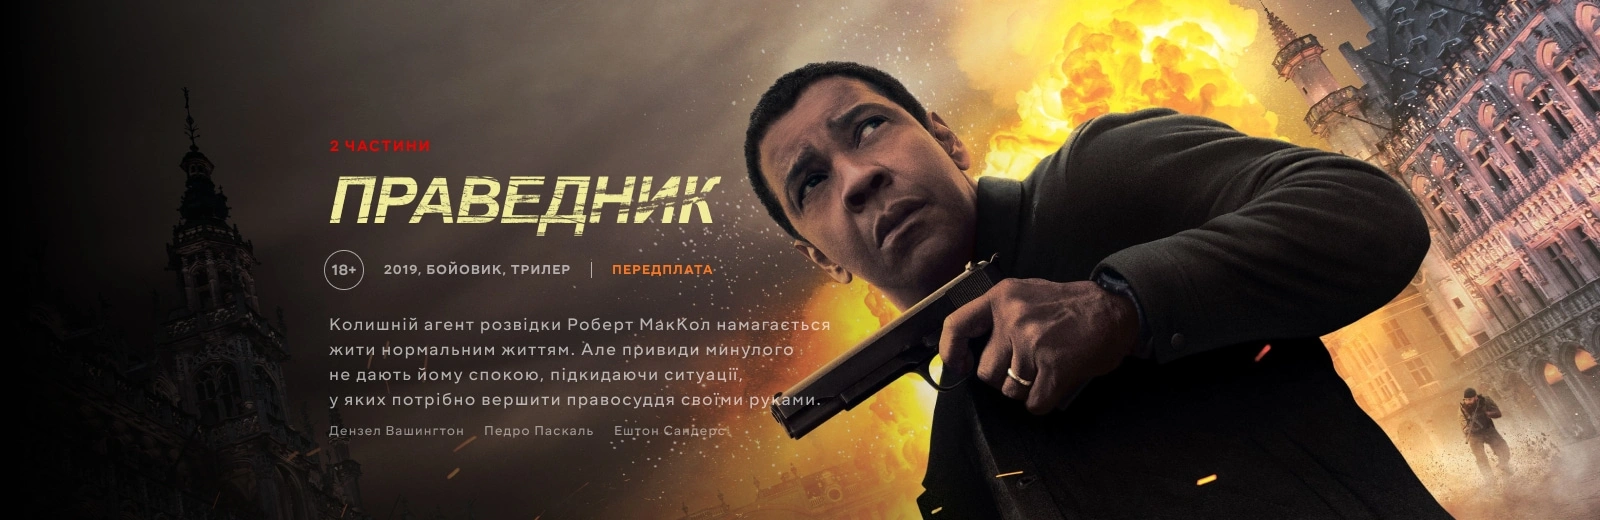 2 ЧАСТИНИ
ПРАВЕДНИК
18+ 2019, БОЙОВИК, ТРИЛЕР | ПЕРЕДПЛАТА
Колишній агент розвідки Роберт МакКол намагається
жити нормальним життям. Але привиди минулого
не дають йому спокою, підкидаючи ситуації,
у яких потрібно вершити правосуддя своїми руками.
Дензел Вашингтон Педро Паскаль Ештон Сандерс